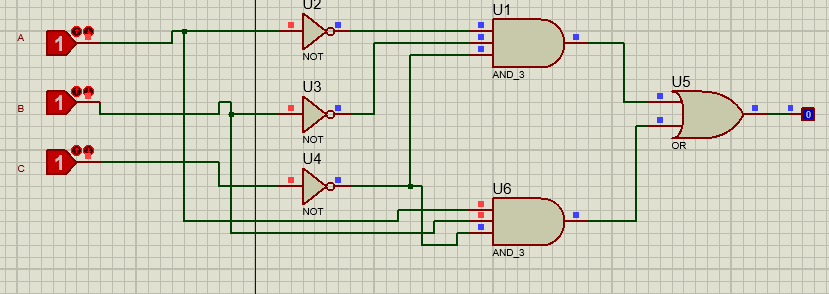 U2
U1
A
1
NOT
AND_3
U3
U5
B
1
NOT
0
OR
U4
C
1
U6
NOT
AND_3